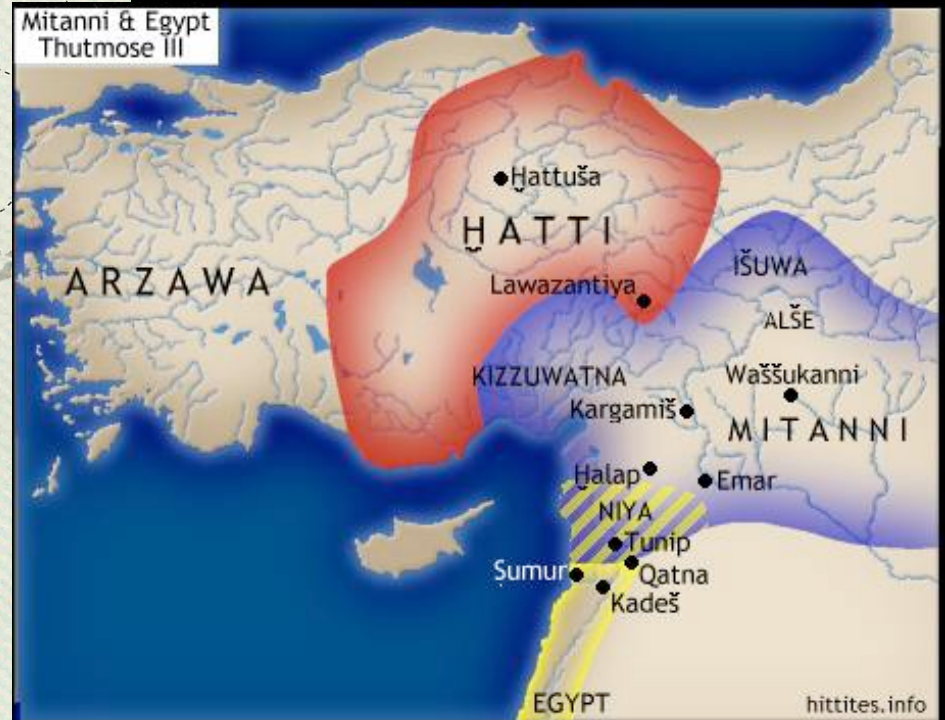 Mitanni & Egypt
Thutmose III
Ḫattuša
ḪATTI
IŠUWA
ARZAWA
Lawazantiya
ALŠE
KIZZUWATNA
Waššukanni
Kargamiš
MITANNI
Ḫalap
Emar
NIYA
Tunip
Ṣumur
Qatna
Kadeš
EGYPT
hittites.info